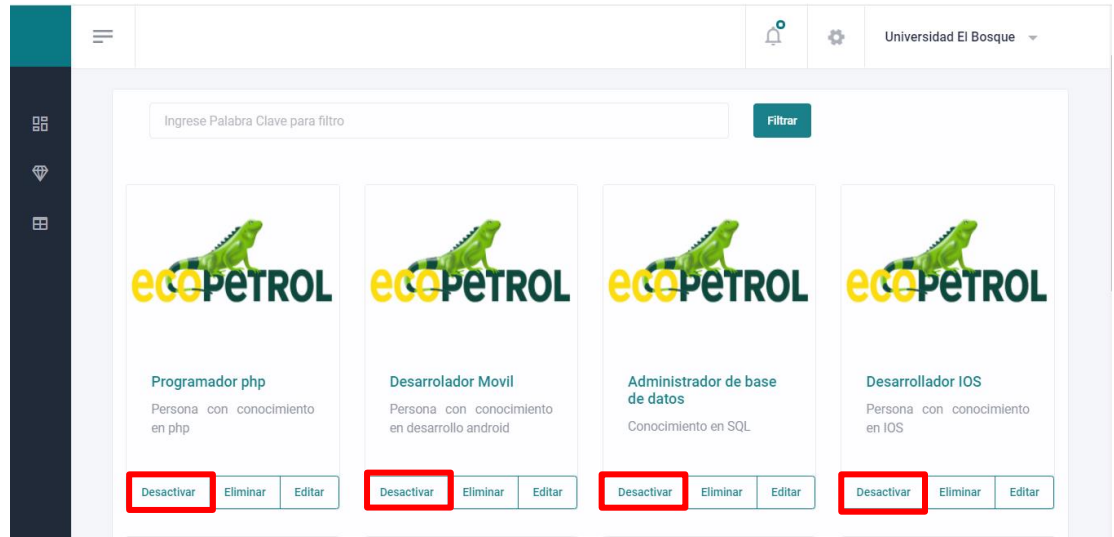 Universidad El Bosque
Ingrese Palabra Clave para filtro
Filtrar
ecoPeTROL
ecoPeTROL
ecoPeTROL
ecoPeTROL
Programador php
Persona con conocimiento
en php
Desarrolador Movil
Persona con conocimiento
en desarrollo android
Administrador de base
de datos
Conocimiento en SQL
Desarrollador IOS
Persona con conocimiento
en IOS
Desactivar Eliminar Editar
Desactivar Eliminar Editar
Desactivar Eliminar Editar
Desactivar Eliminar Editar